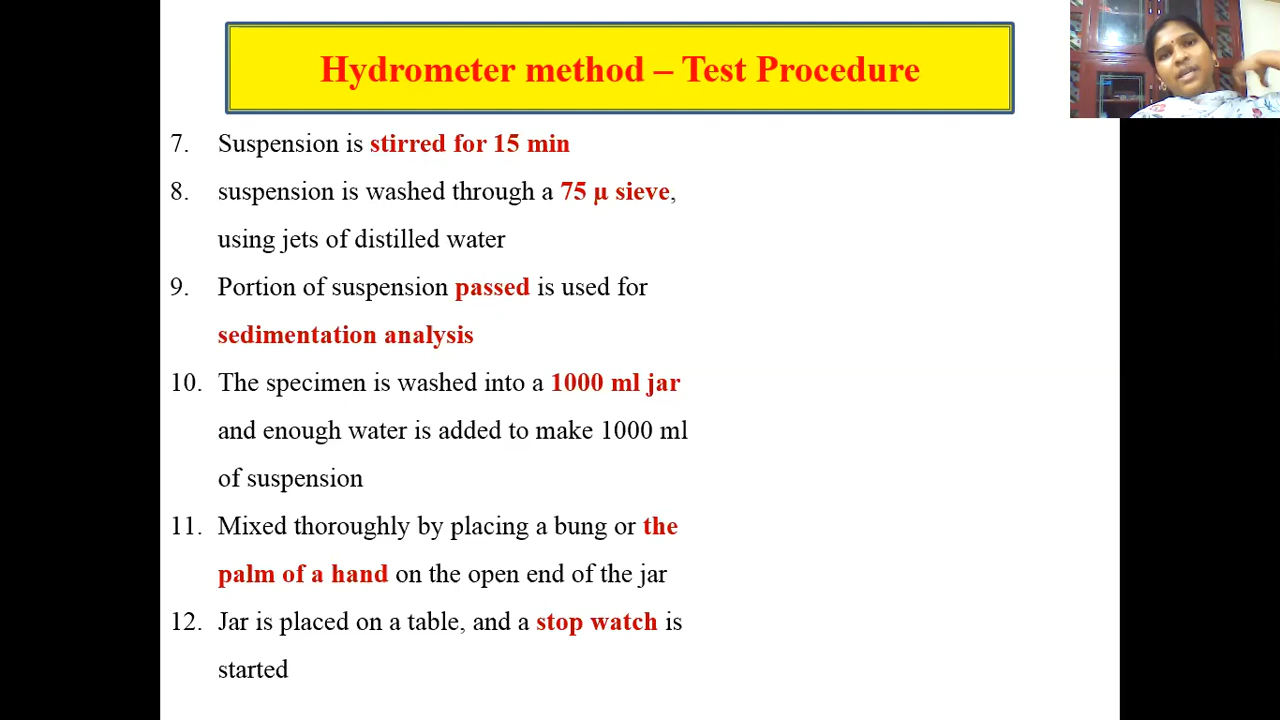 Hydrometer method – Test Procedure
7. Suspension is stirred for 15 min
8. suspension is washed through a 75 µ sieve,
using jets of distilled water
9. Portion of suspension passed is used for
sedimentation analysis
10. The specimen is washed into a 1000 ml jar
and enough water is added to make 1000 ml
of suspension
11. Mixed thoroughly by placing a bung or the
palm of a hand on the open end of the jar
12. Jar is placed on a table, and a stop watch is
started